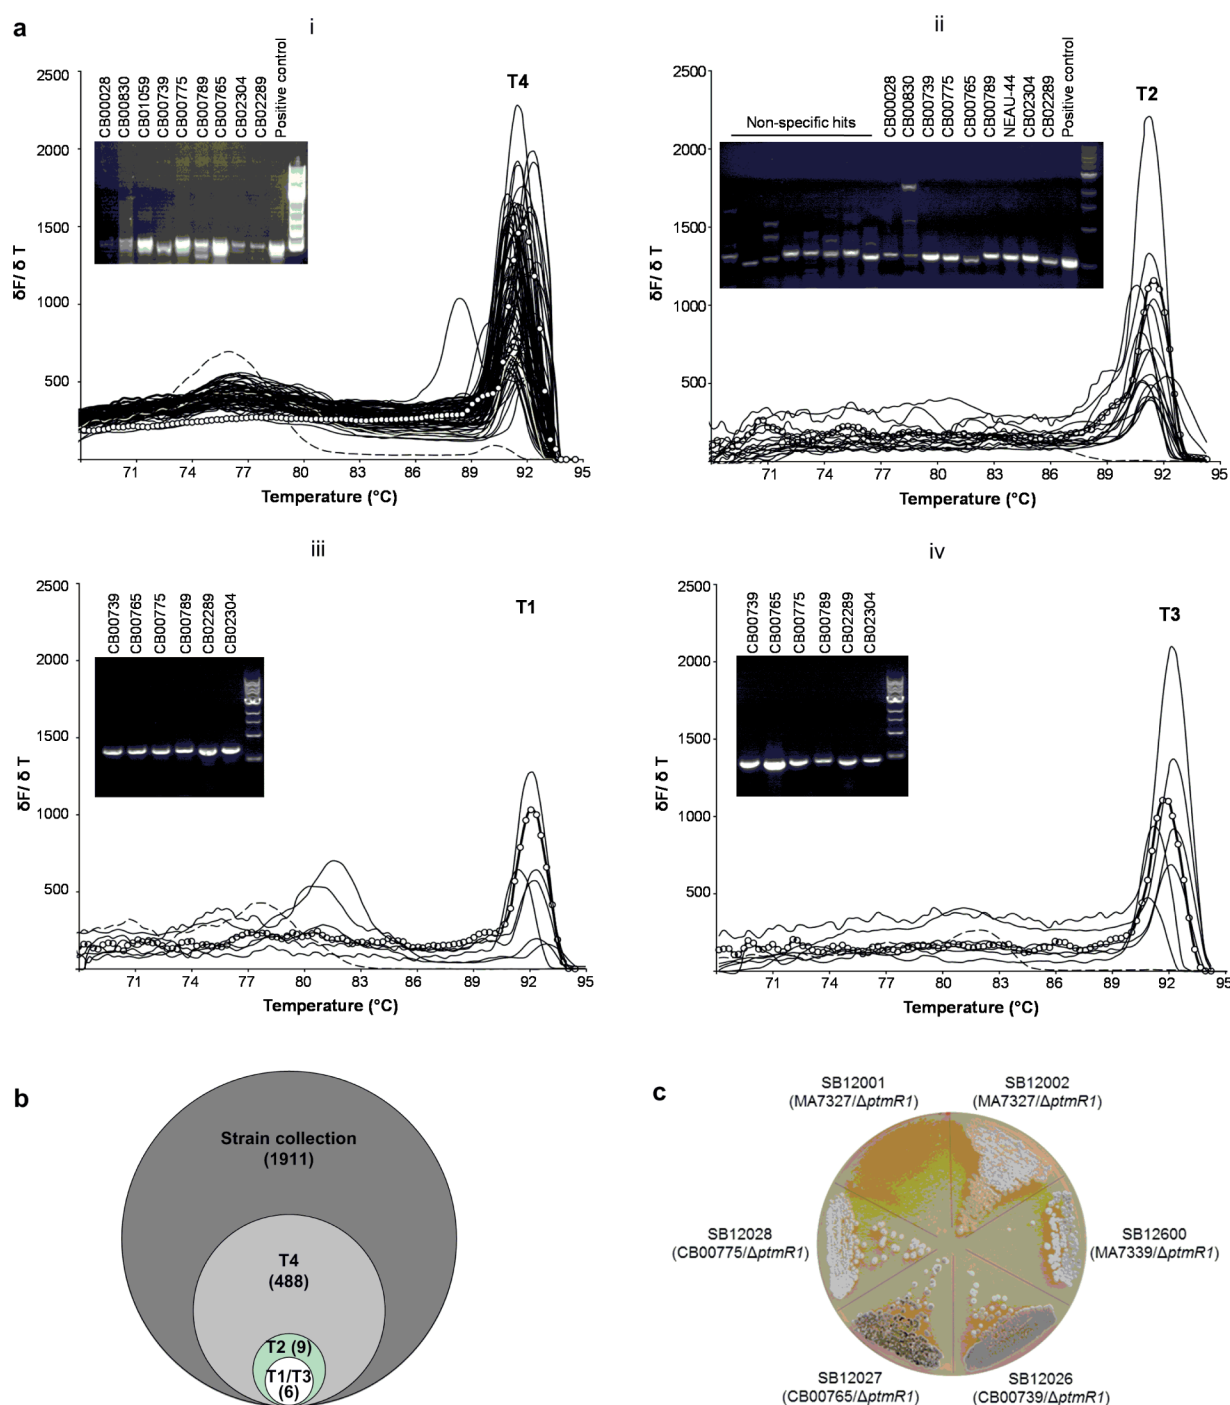 a
i
CB00028
CB00830
CB01059
CB00739
CB00775
CB00789
CB00765
CB02304
CB02289
Positive control
T4
2500
2000
1500
1000
500
δF/ δ T
71 74 77 80 83 86 89 92 95
Temperature (°C)
ii
Non-specific hits
CB00028
CB00830
CB00739
CB00775
CB00765
CB00789
NEAU-44
CB02304
CB02289
Positive control
T2
2500
2000
1500
1000
500
δF/ δ T
71 74 77 80 83 86 89 92 95
Temperature (°C)
iii
CB00739
CB00765
CB00775
CB00789
CB02289
CB02304
T1
2500
2000
1500
1000
500
δF/ δ T
71 74 77 80 83 86 89 92 95
Temperature (°C)
iv
CB00739
CB00765
CB00775
CB00789
CB02289
CB02304
T3
2500
2000
1500
1000
500
δF/ δ T
71 74 77 80 83 86 89 92 95
Temperature (°C)
b
Strain collection
(1911)
T4
(488)
T2 (9)
T1/T3
(6)
c
SB12001
(MA7327/ΔptmR1)
SB12002
(MA7327/ΔptmR1)
SB12028
(CB00775/ΔptmR1)
SB12600
(MA7339/ΔptmR1)
SB12027
(CB00765/ΔptmR1)
SB12026
(CB00739/ΔptmR1)